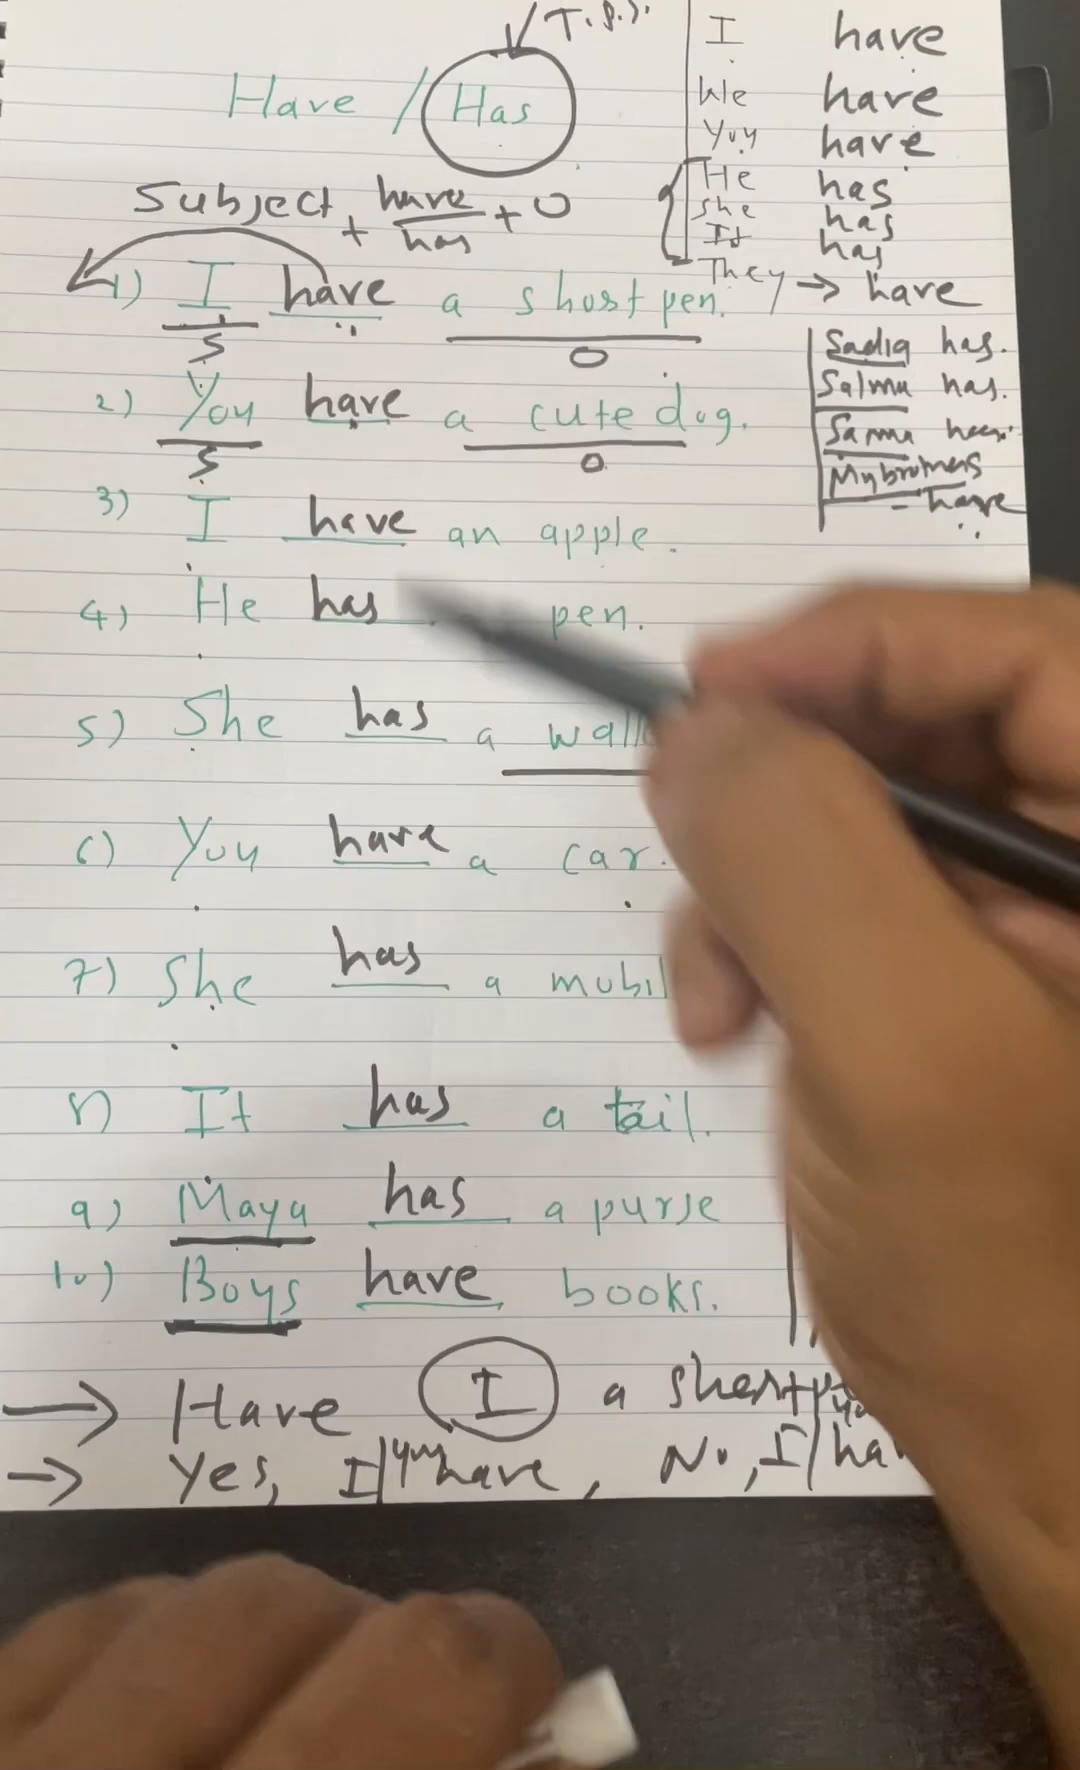 T.P.S.
Have / Has
Subject + have/has + O
1) I have a short pen.
S O
2) You have a cute dog.
S O
3) I have an apple.
4) He has pen.
5) She has a
6) You have a car.
7) She has a
8) It has a tail.
9) Maya has a purse
10) Boys have books.
→ Have I a short
→ Yes, I/you have, No, I/
I have
We have
You have
He has
She has
It has
They → have
Sadiq has.
Salma has.
My brothers
- have